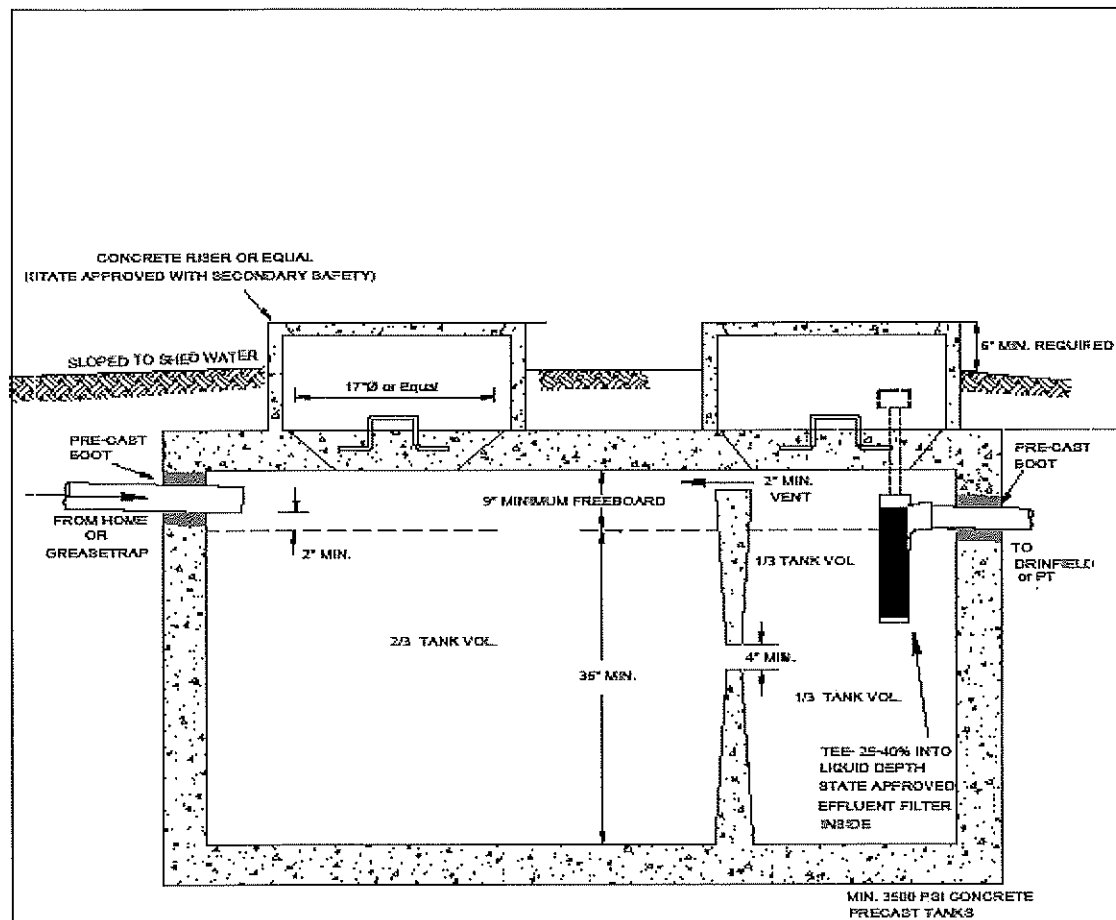 CONCRETE RISER OR EQUAL
(STATE APPROVED WITH SECONDARY SAFETY)
SLOPED TO SHED WATER
6" MIN. REQUIRED
17"Ø or Equal
PRE-CAST
BOOT
PRE-CAST
BOOT
2" MIN.
VENT
9" MINIMUM FREEBOARD
FROM HOME
OR
GREASETRAP
2" MIN.
1/3 TANK VOL
TO
DRINFIELD
or PT
2/3 TANK VOL.
4" MIN.
36" MIN.
1/3 TANK VOL.
TEE- 25-40% INTO
LIQUID DEPTH
STATE APPROVED
EFFLUENT FILTER
INSIDE
MIN. 3500 PSI CONCRETE
PRECAST TANKS